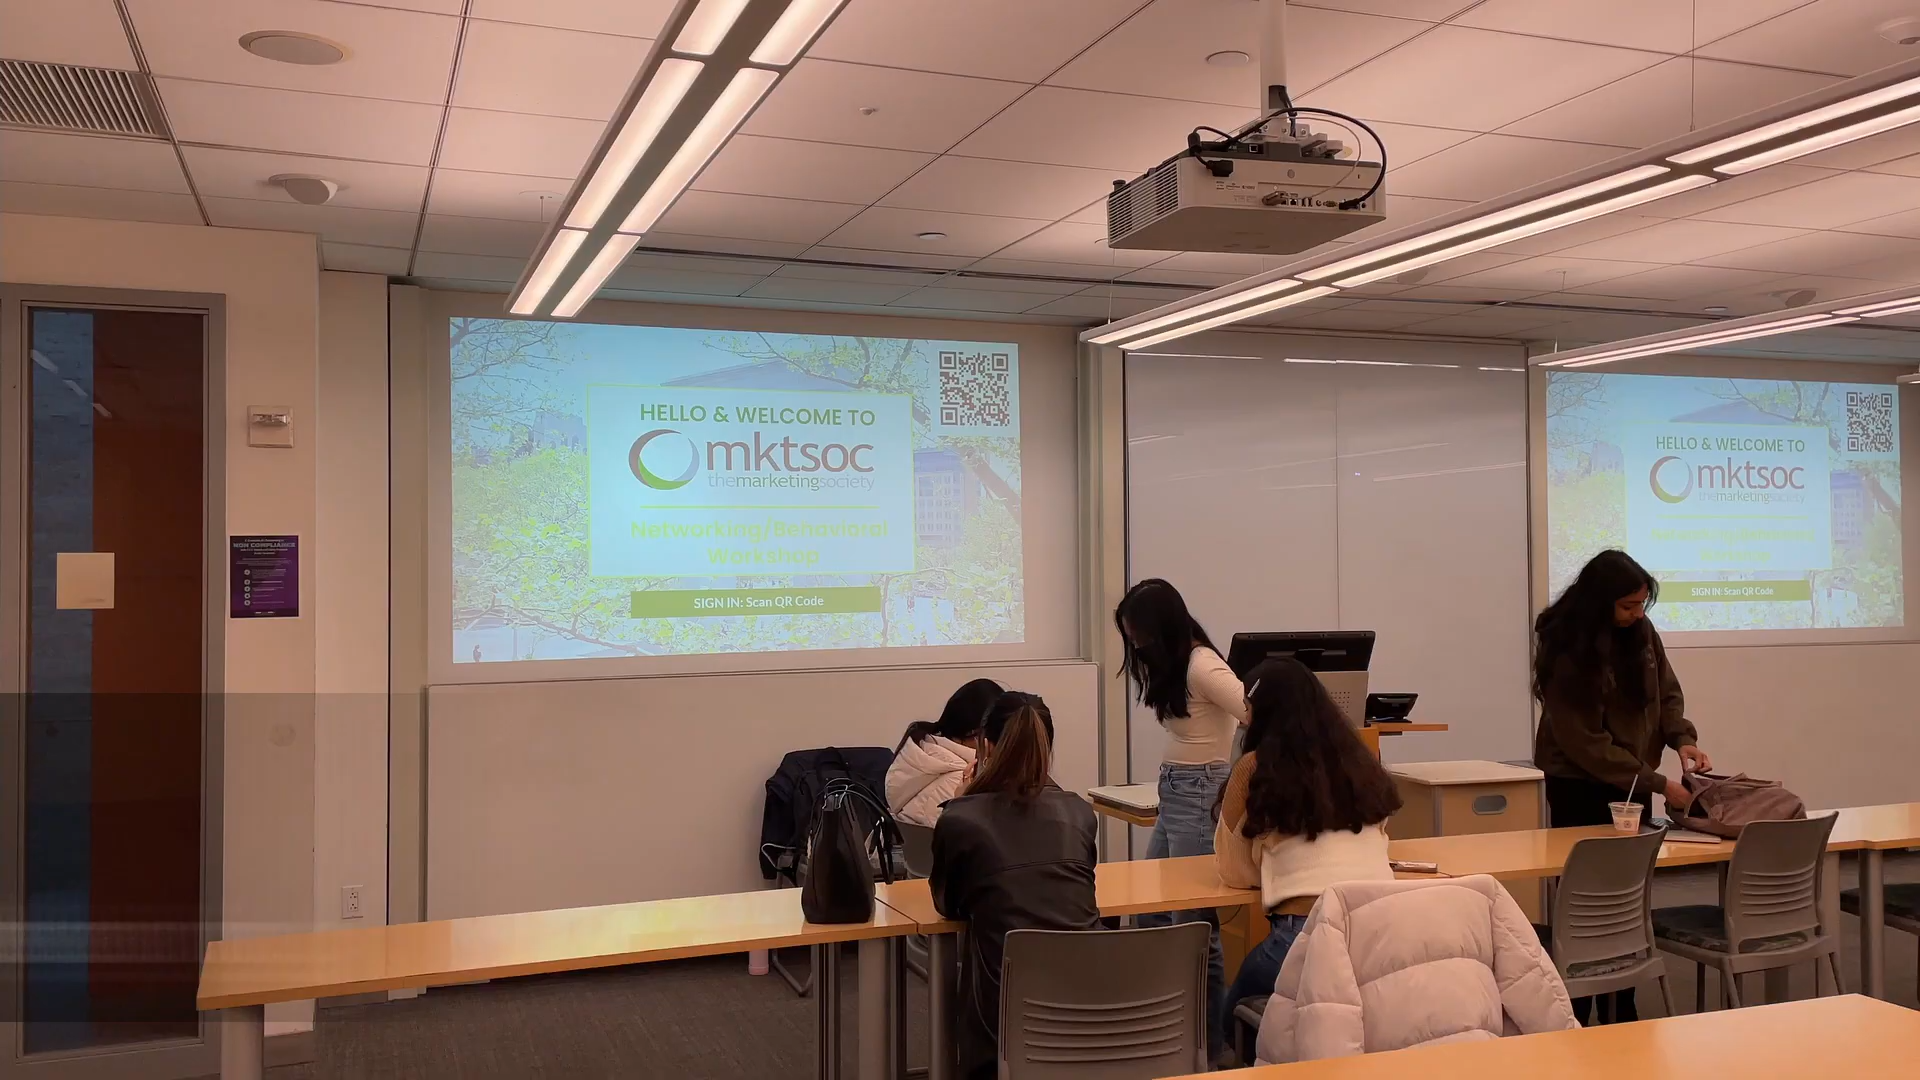 HELLO & WELCOME TO
mktsoc
themarketingsociety
Networking/Behavioral
Workshop
SIGN IN: Scan QR Code
HELLO & WELCOME TO
mktsoc
themarketingsociety
SIGN IN: Scan QR Code
NON COMPLIANCE